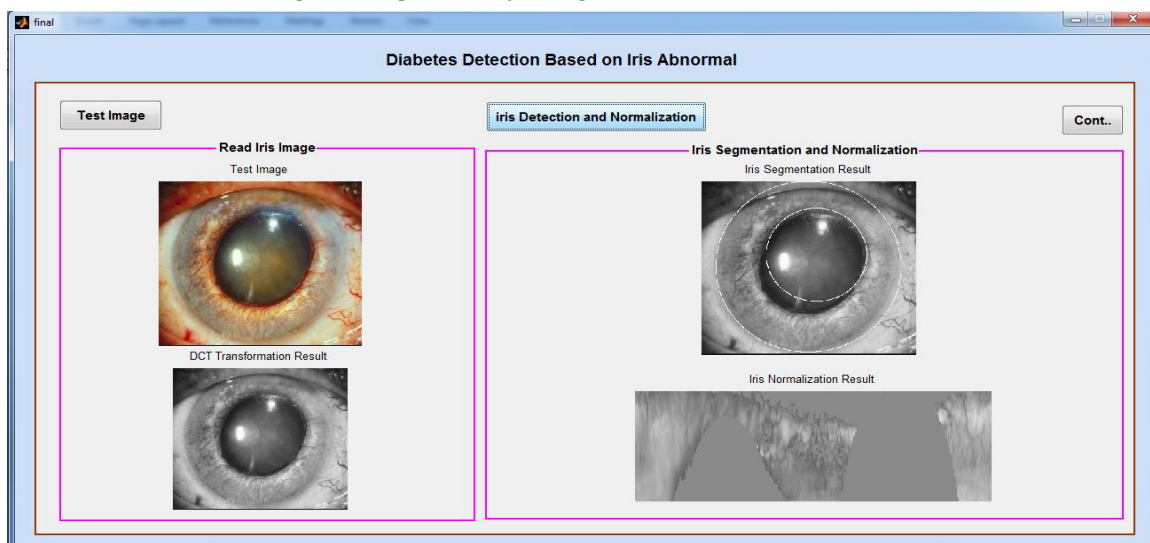 final
Diabetes Detection Based on Iris Abnormal
Test Image
iris Detection and Normalization
Cont..
Read Iris Image
Test Image
DCT Transformation Result
Iris Segmentation and Normalization
Iris Segmentation Result
Iris Normalization Result